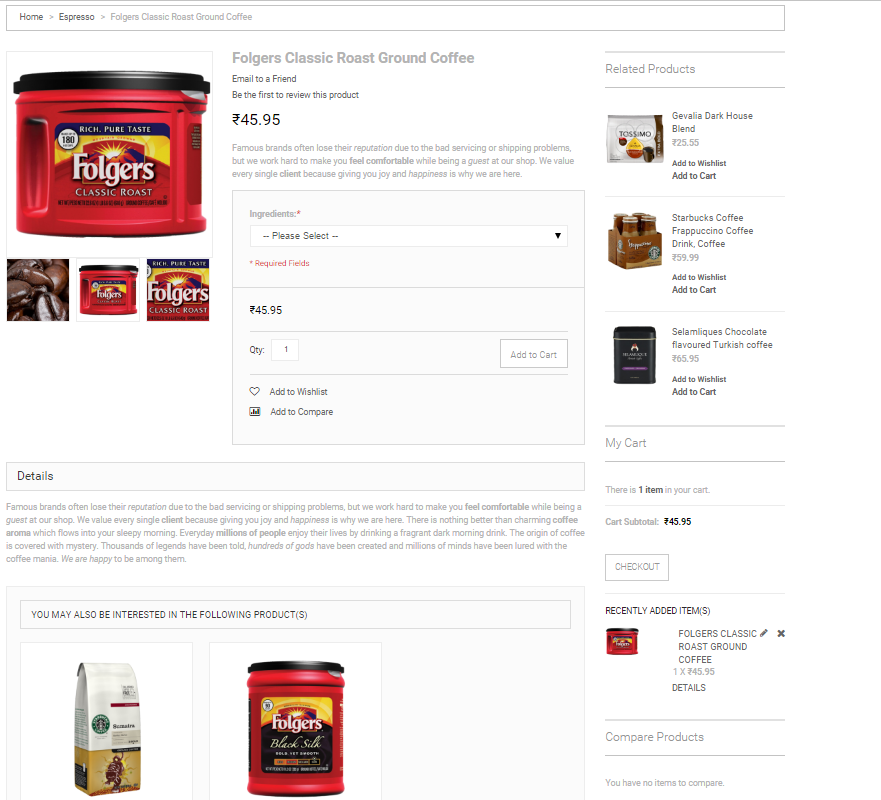 Home > Espresso > Folgers Classic Roast Ground Coffee
RICH, PURE TASTE
180
Folgers
CLASSIC ROAST
RICH, PURE TASTE
Folgers
CLASSIC ROAST
Folgers Classic Roast Ground Coffee
Email to a Friend
Be the first to review this product
₹45.95
Famous brands often lose their reputation due to the bad servicing or shipping problems,
but we work hard to make you feel comfortable while being a guest at our shop. We value
every single client because giving you joy and happiness is why we are here.
Ingredients:*
-- Please Select --
* Required Fields
₹45.95
Qty: 1
Add to Cart
Add to Wishlist
Add to Compare
Details
Famous brands often lose their reputation due to the bad servicing or shipping problems, but we work hard to make you feel comfortable while being a
guest at our shop. We value every single client because giving you joy and happiness is why we are here. There is nothing better than charming coffee
aroma which flows into your sleepy morning. Everyday millions of people enjoy their lives by drinking a fragrant dark morning drink. The origin of coffee
is covered with mystery. Thousands of legends have been told, hundreds of gods have been created and millions of minds have been lured with the
coffee mania. We are happy to be among them.
YOU MAY ALSO BE INTERESTED IN THE FOLLOWING PRODUCT(S)
Sumatra
Folgers
Black Silk
BOLD, YET SMOOTH
Related Products
TASSIMO
Gevalia Dark House
Blend
₹25.55
Add to Wishlist
Add to Cart
Starbucks Coffee
Frappuccino Coffee
Drink, Coffee
₹59.99
Add to Wishlist
Add to Cart
Selamliques Chocolate
flavoured Turkish coffee
₹65.95
Add to Wishlist
Add to Cart
My Cart
There is 1 item in your cart.
Cart Subtotal: ₹45.95
CHECKOUT
RECENTLY ADDED ITEM(S)
FOLGERS CLASSIC
ROAST GROUND
COFFEE
1 X ₹45.95
DETAILS
Compare Products
You have no items to compare.